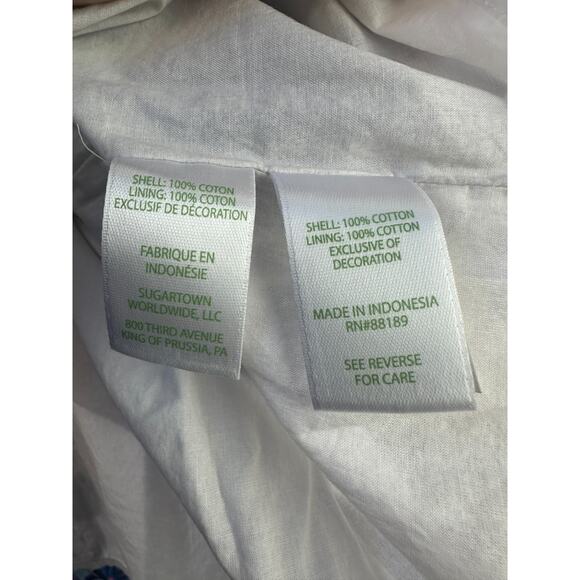 SHELL: 100% COTON
LINING: 100% COTON
EXCLUSIF DE DÉCORATION
FABRIQUE EN
INDONÉSIE
SUGARTOWN
WORLDWIDE, LLC
800 THIRD AVENUE
KING OF PRUSSIA, PA
SHELL: 100% COTTON
LINING: 100% COTTON
EXCLUSIVE OF
DECORATION
MADE IN INDONESIA
RN#88189
SEE REVERSE
FOR CARE